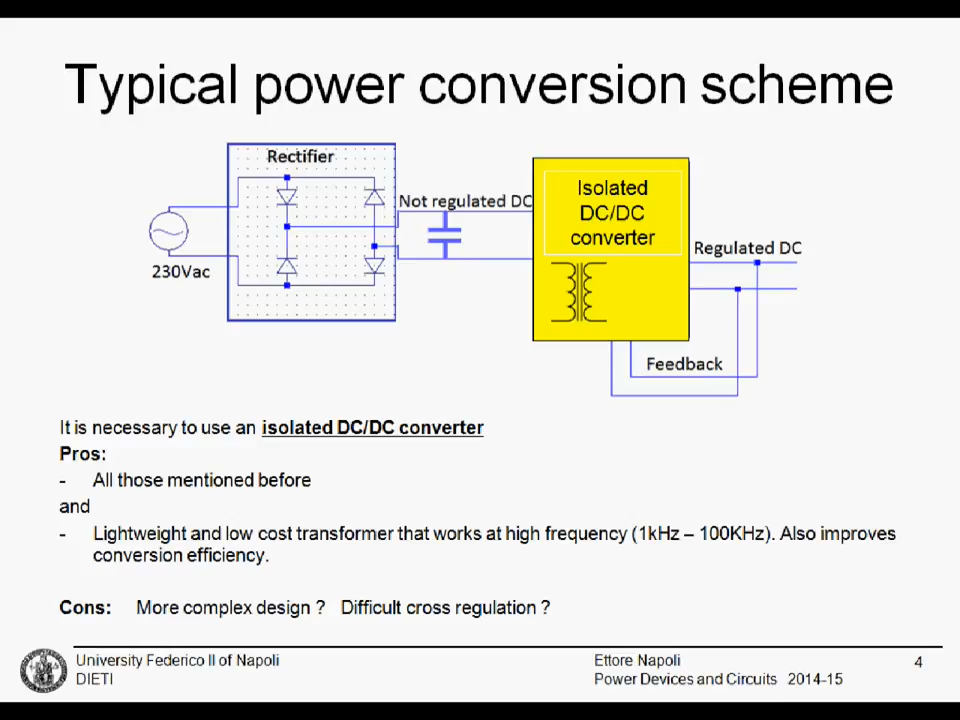 Typical power conversion scheme
Rectifier
Not regulated DC
230Vac
Isolated
DC/DC
converter
Regulated DC
Feedback
It is necessary to use an isolated DC/DC converter
Pros:
- All those mentioned before
and
- Lightweight and low cost transformer that works at high frequency (1kHz – 100KHz). Also improves
conversion efficiency.
Cons: More complex design ? Difficult cross regulation ?
University Federico II of Napoli
DIETI
Ettore Napoli
Power Devices and Circuits 2014-15
4